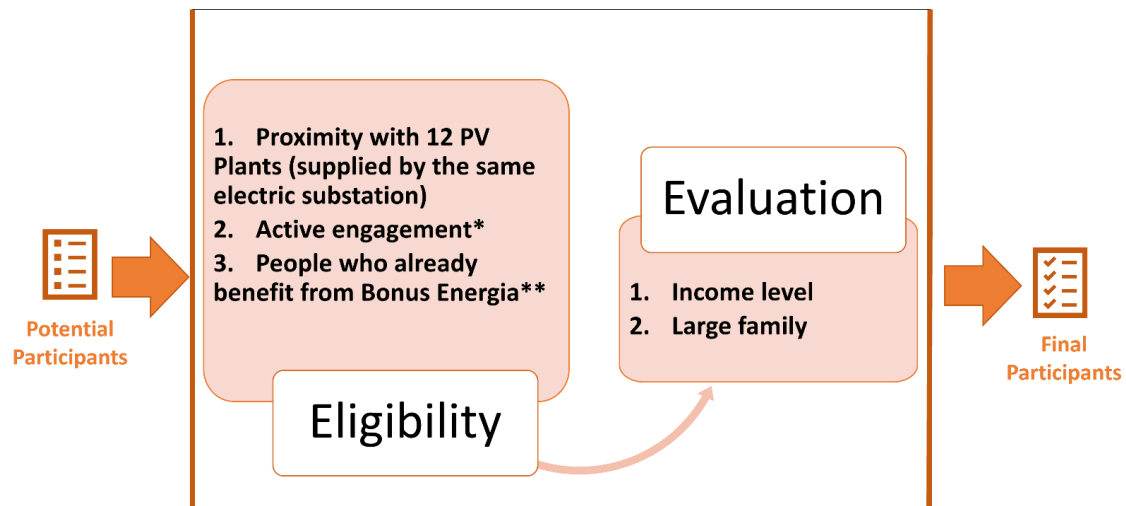 Potential
Participants
1. Proximity with 12 PV
Plants (supplied by the same
electric substation)
2. Active engagement*
3. People who already
benefit from Bonus Energia**
Eligibility
Evaluation
1. Income level
2. Large family
Final
Participants